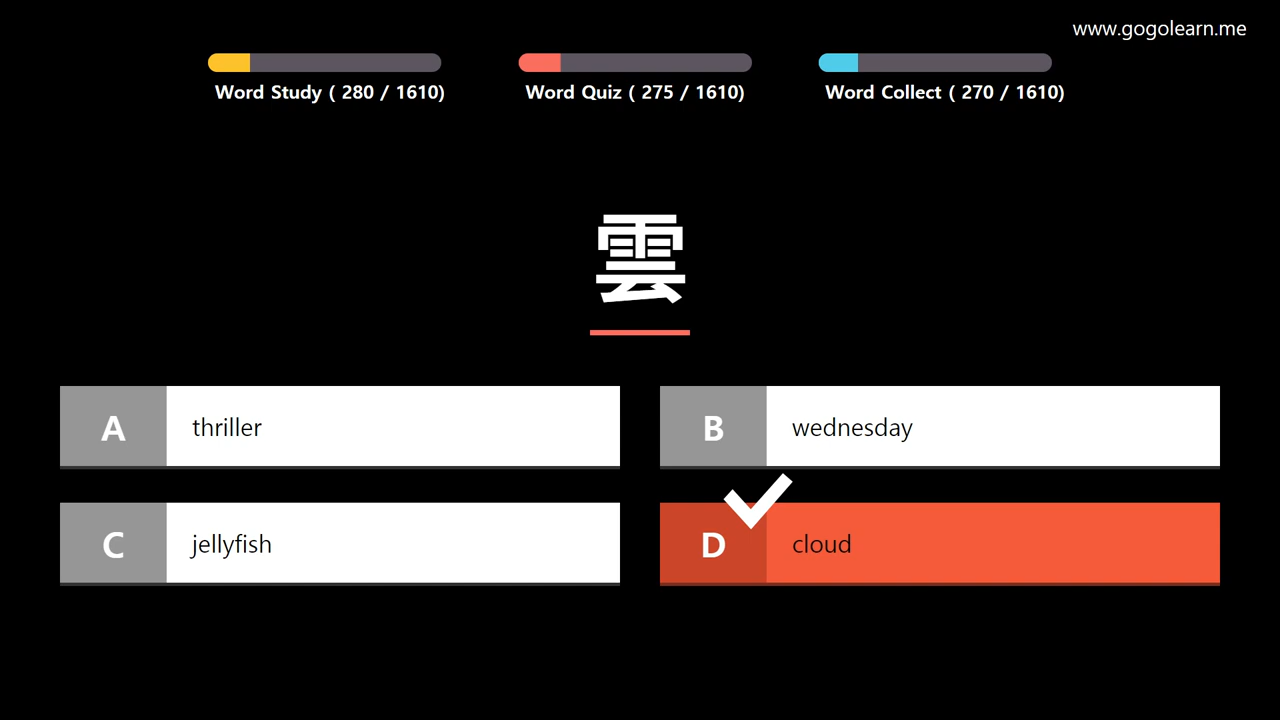 www.gogolearn.me
Word Study ( 280 / 1610)
Word Quiz ( 275 / 1610)
Word Collect ( 270 / 1610)
雲
A thriller
B wednesday
C jellyfish
D cloud